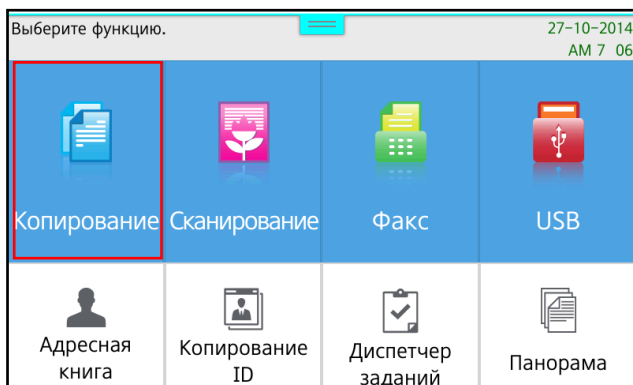 Выберите функцию.
27-10-2014
AM 7 06
Копирование
Сканирование
Факс
USB
Адресная
книга
Копирование
ID
Диспетчер
заданий
Панорама